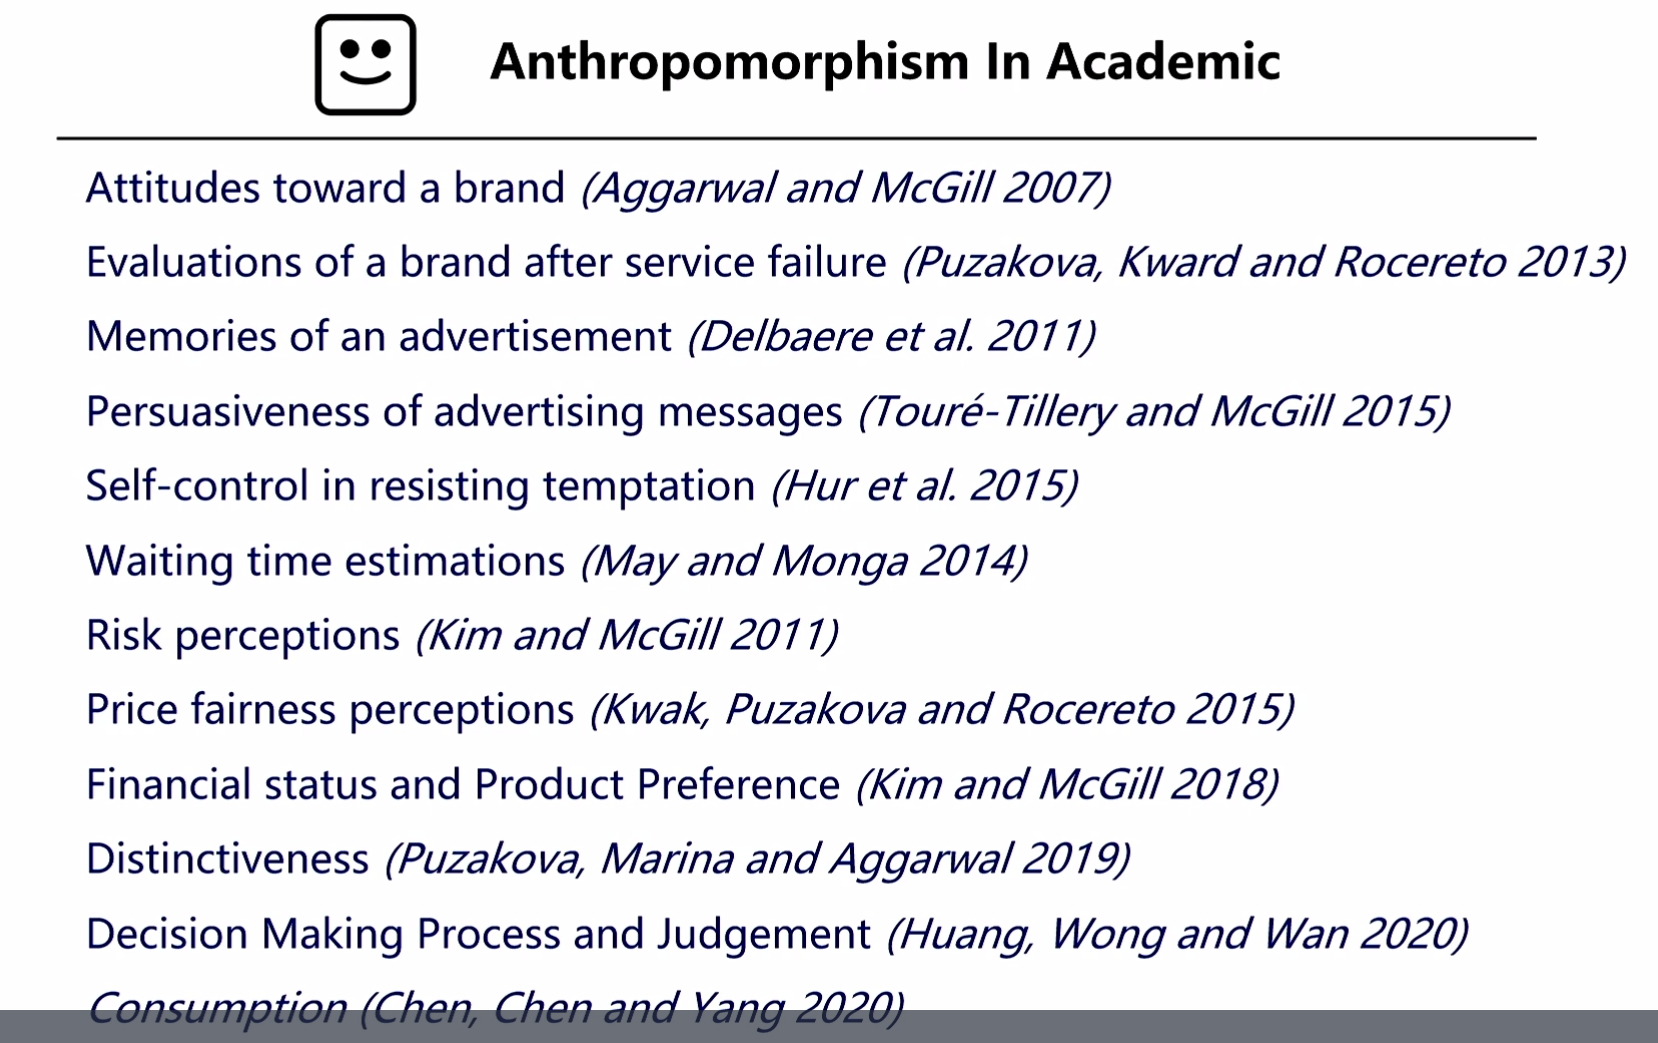 Anthropomorphism In Academic
Attitudes toward a brand (Aggarwal and McGill 2007)
Evaluations of a brand after service failure (Puzakova, Kward and Rocereto 2013)
Memories of an advertisement (Delbaere et al. 2011)
Persuasiveness of advertising messages (Touré-Tillery and McGill 2015)
Self-control in resisting temptation (Hur et al. 2015)
Waiting time estimations (May and Monga 2014)
Risk perceptions (Kim and McGill 2011)
Price fairness perceptions (Kwak, Puzakova and Rocereto 2015)
Financial status and Product Preference (Kim and McGill 2018)
Distinctiveness (Puzakova, Marina and Aggarwal 2019)
Decision Making Process and Judgement (Huang, Wong and Wan 2020)
Consumption (Chen, Chen and Yang 2020)